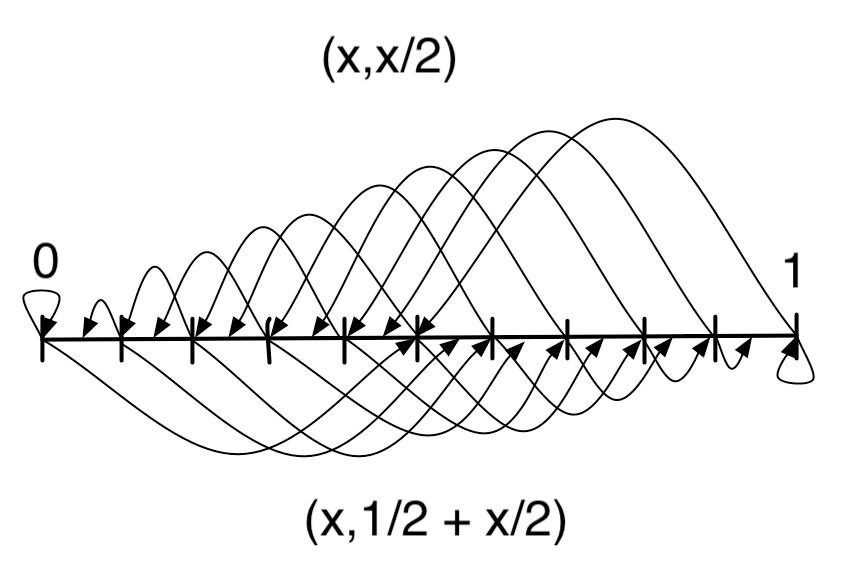 (x,x/2)
0
1
(x,1/2 + x/2)